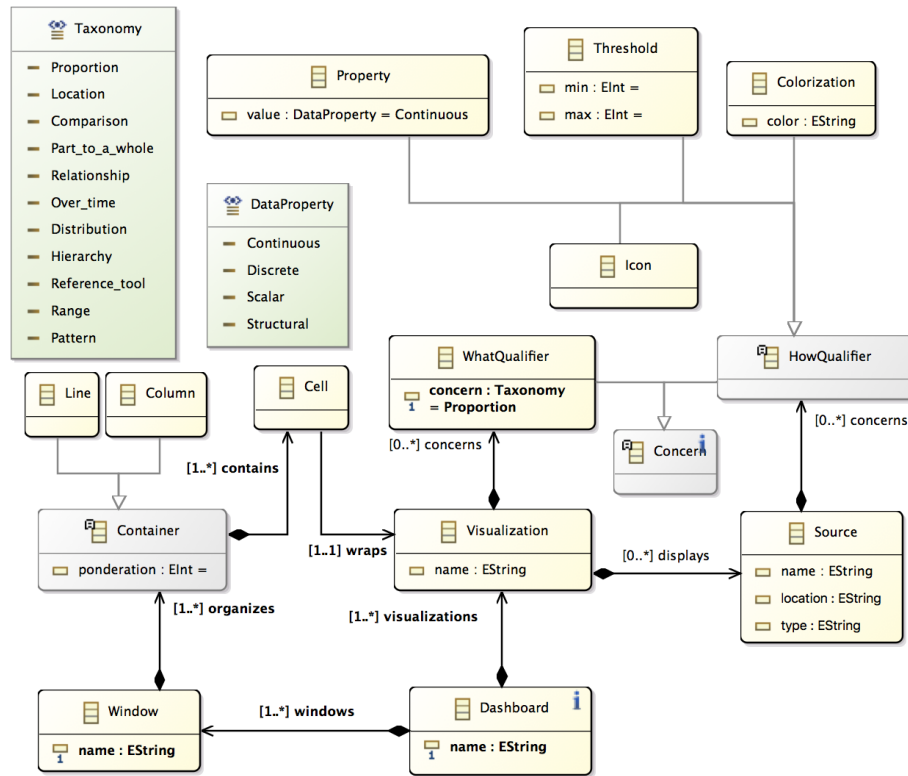 Taxonomy
Proportion
Location
Comparison
Part_to_a_whole
Relationship
Over_time
Distribution
Hierarchy
Reference_tool
Range
Pattern
Property
value : DataProperty = Continuous
Threshold
min : EInt =
max : EInt =
Colorization
color : EString
DataProperty
Continuous
Discrete
Scalar
Structural
Icon
Line
Column
Cell
WhatQualifier
concern : Taxonomy
= Proportion
HowQualifier
[0..*] concerns
[0..*] concerns
Concern
[1..*] contains
Container
ponderation : EInt =
[1..1] wraps
Visualization
name : EString
[0..*] displays
Source
name : EString
location : EString
type : EString
[1..*] organizes
[1..*] visualizations
Window
name : EString
[1..*] windows
Dashboard
name : EString